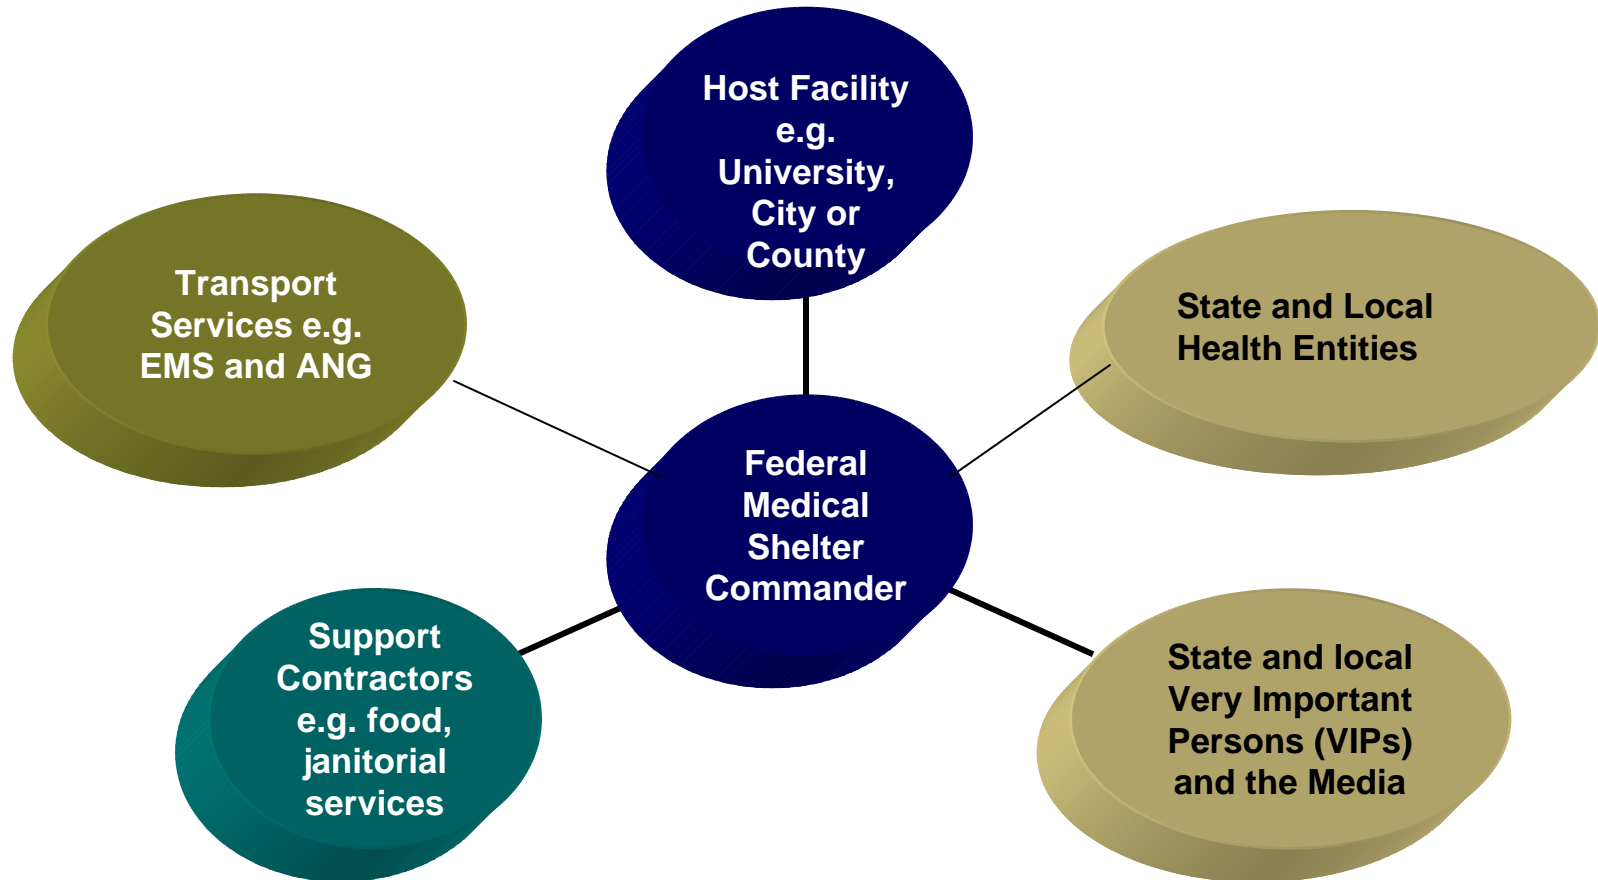 Host Facility
e.g.
University,
City or
County
Transport
Services e.g.
EMS and ANG
State and Local
Health Entities
Federal
Medical
Shelter
Commander
Support
Contractors
e.g. food,
janitorial
services
State and local
Very Important
Persons (VIPs)
and the Media